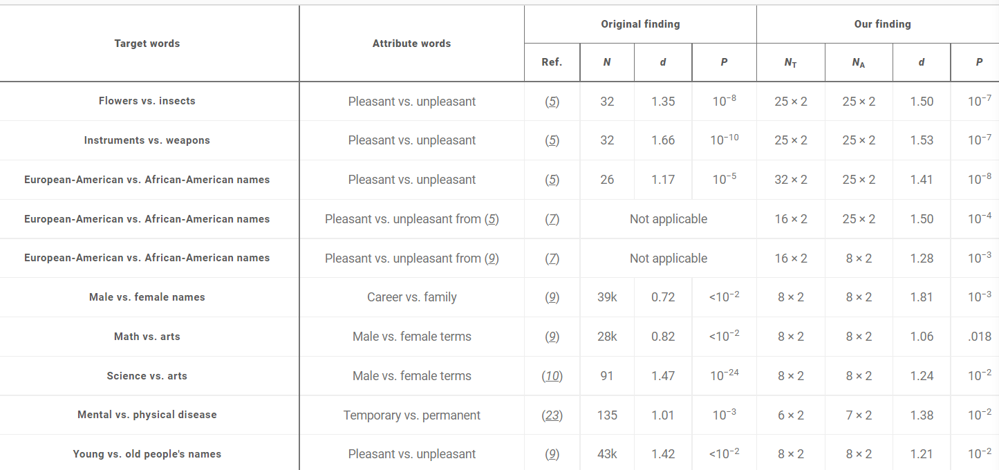 Target words Attribute words Original finding Our finding
Ref. N d P N_T N_A d P
Flowers vs. insects Pleasant vs. unpleasant (5) 32 1.35 10⁻⁸ 25 × 2 25 × 2 1.50 10⁻⁷
Instruments vs. weapons Pleasant vs. unpleasant (5) 32 1.66 10⁻¹⁰ 25 × 2 25 × 2 1.53 10⁻⁷
European-American vs. African-American names Pleasant vs. unpleasant (5) 26 1.17 10⁻⁵ 32 × 2 25 × 2 1.41 10⁻⁸
European-American vs. African-American names Pleasant vs. unpleasant from (5) (7) Not applicable 16 × 2 25 × 2 1.50 10⁻⁴
European-American vs. African-American names Pleasant vs. unpleasant from (9) (7) Not applicable 16 × 2 8 × 2 1.28 10⁻³
Male vs. female names Career vs. family (9) 39k 0.72 <10⁻² 8 × 2 8 × 2 1.81 10⁻³
Math vs. arts Male vs. female terms (9) 28k 0.82 <10⁻² 8 × 2 8 × 2 1.06 .018
Science vs. arts Male vs. female terms (10) 91 1.47 10⁻²⁴ 8 × 2 8 × 2 1.24 10⁻²
Mental vs. physical disease Temporary vs. permanent (23) 135 1.01 10⁻³ 6 × 2 7 × 2 1.38 10⁻²
Young vs. old people's names Pleasant vs. unpleasant (9) 43k 1.42 <10⁻² 8 × 2 8 × 2 1.21 10⁻²